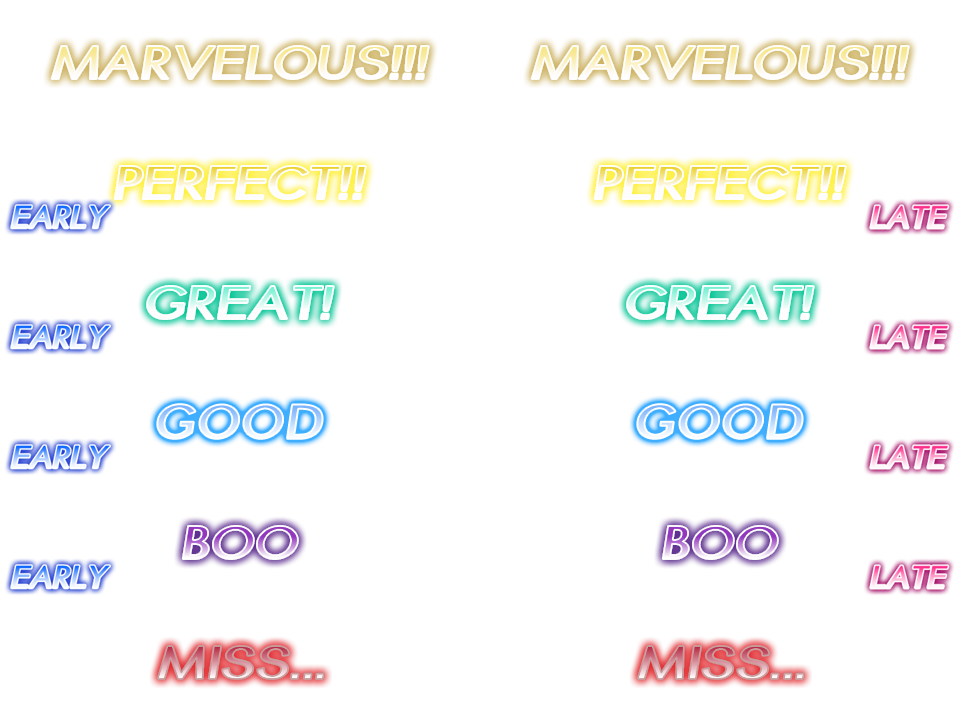 MARVELOUS!!! MARVELOUS!!!
PERFECT!! PERFECT!!
EARLY LATE
GREAT! GREAT!
EARLY LATE
GOOD GOOD
EARLY LATE
BOO BOO
EARLY LATE
MISS... MISS...